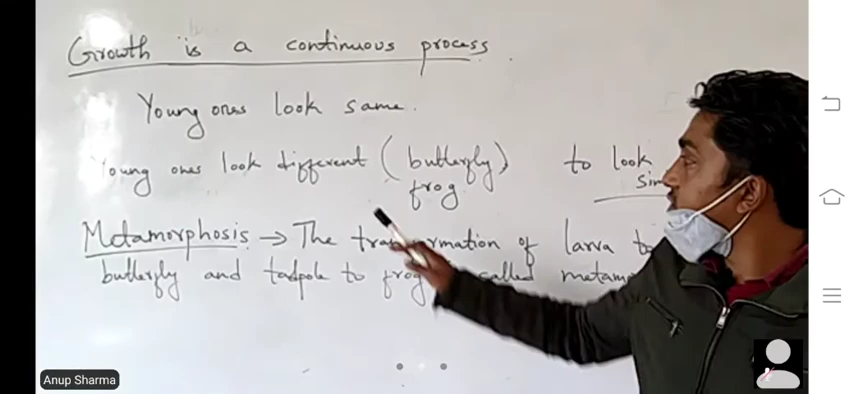 Growth is a continuous process.
Young ones look same.
Young ones look different (butterfly) to look
frog
Metamorphosis → The transformation of larva to
butterfly and tadpole to frog called
Anup Sharma